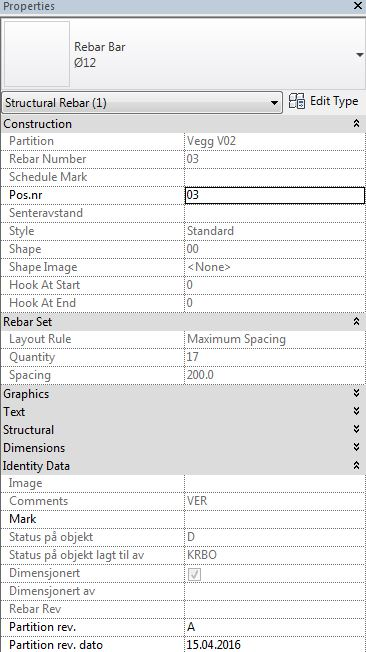 Properties
Rebar Bar
Ø12
Structural Rebar (1) Edit Type
Construction
Partition Vegg V02
Rebar Number 03
Schedule Mark
Pos.nr 03
Senteravstand
Style Standard
Shape 00
Shape Image <None>
Hook At Start 0
Hook At End 0
Rebar Set
Layout Rule Maximum Spacing
Quantity 17
Spacing 200.0
Graphics
Text
Structural
Dimensions
Identity Data
Image
Comments VER
Mark
Status på objekt D
Status på objekt lagt til av KRBO
Dimensjonert
Dimensjonert av
Rebar Rev
Partition rev. A
Partition rev. dato 15.04.2016